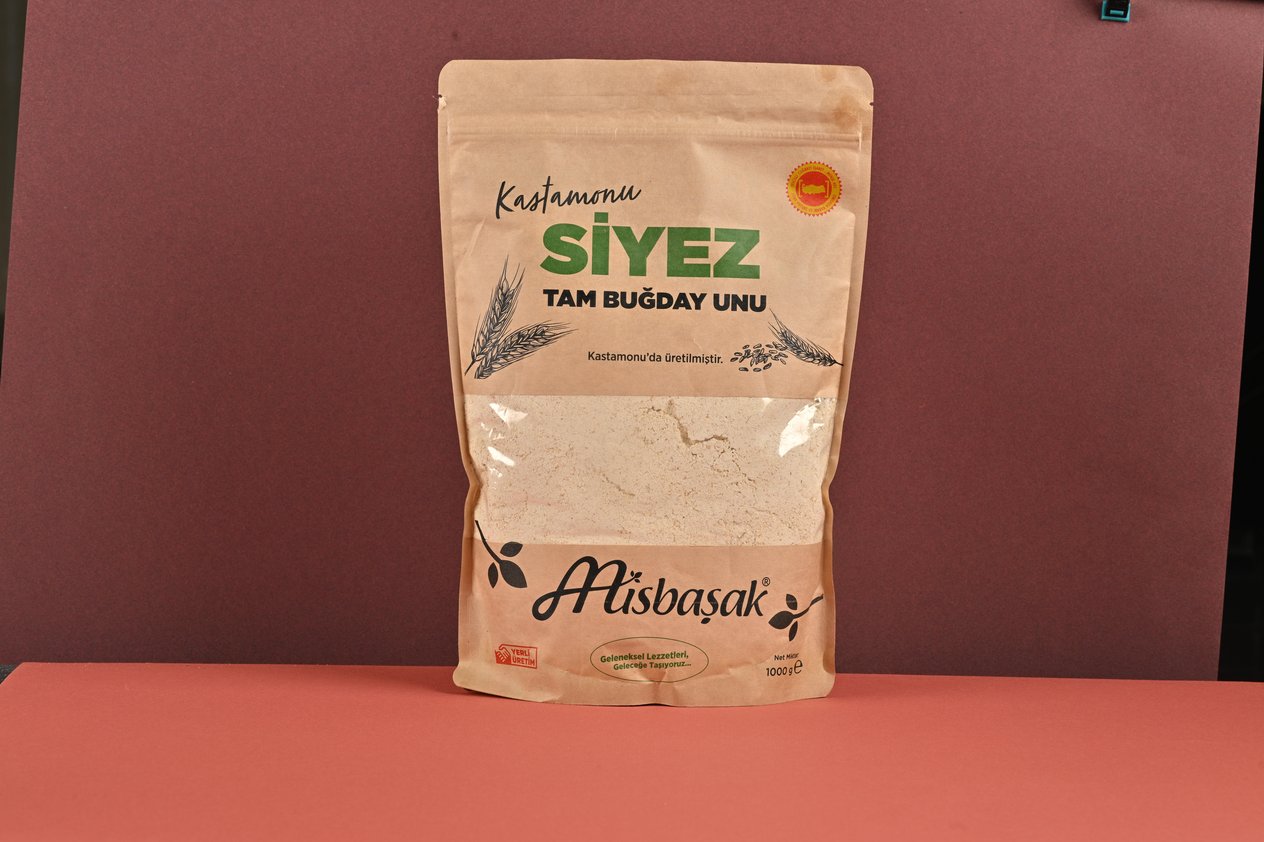 Kastamonu
SİYEZ
TAM BUĞDAY UNU
Kastamonu'da üretilmiştir.
Misbaşak®
YERLİ
ÜRETİM
Geleneksel Lezzetleri,
Geleceğe Taşıyoruz...
Net Miktar:
1000 g ℮